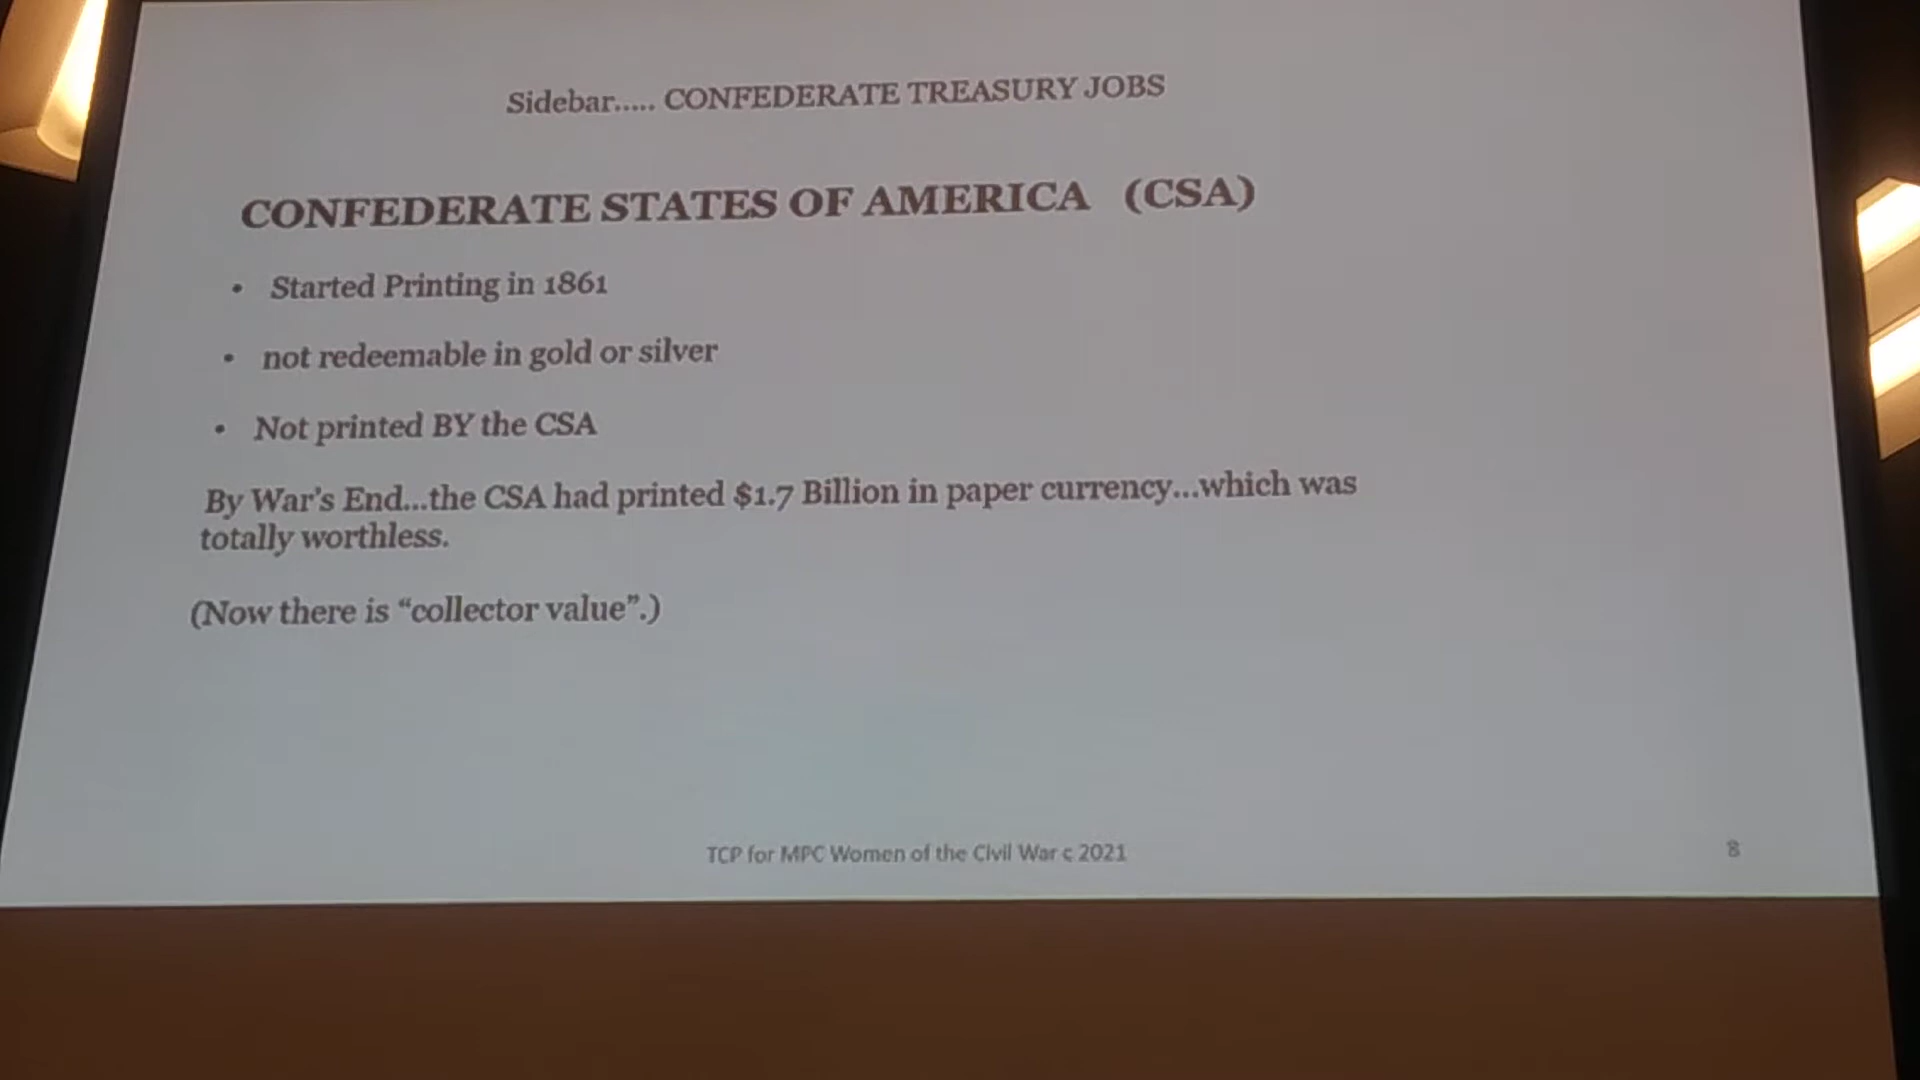 Sidebar..... CONFEDERATE TREASURY JOBS
CONFEDERATE STATES OF AMERICA (CSA)
• Started Printing in 1861
• not redeemable in gold or silver
• Not printed BY the CSA
By War's End...the CSA had printed $1.7 Billion in paper currency...which was
totally worthless.
(Now there is “collector value”.)
TCP for MPC Women of the Civil War c 2021
8